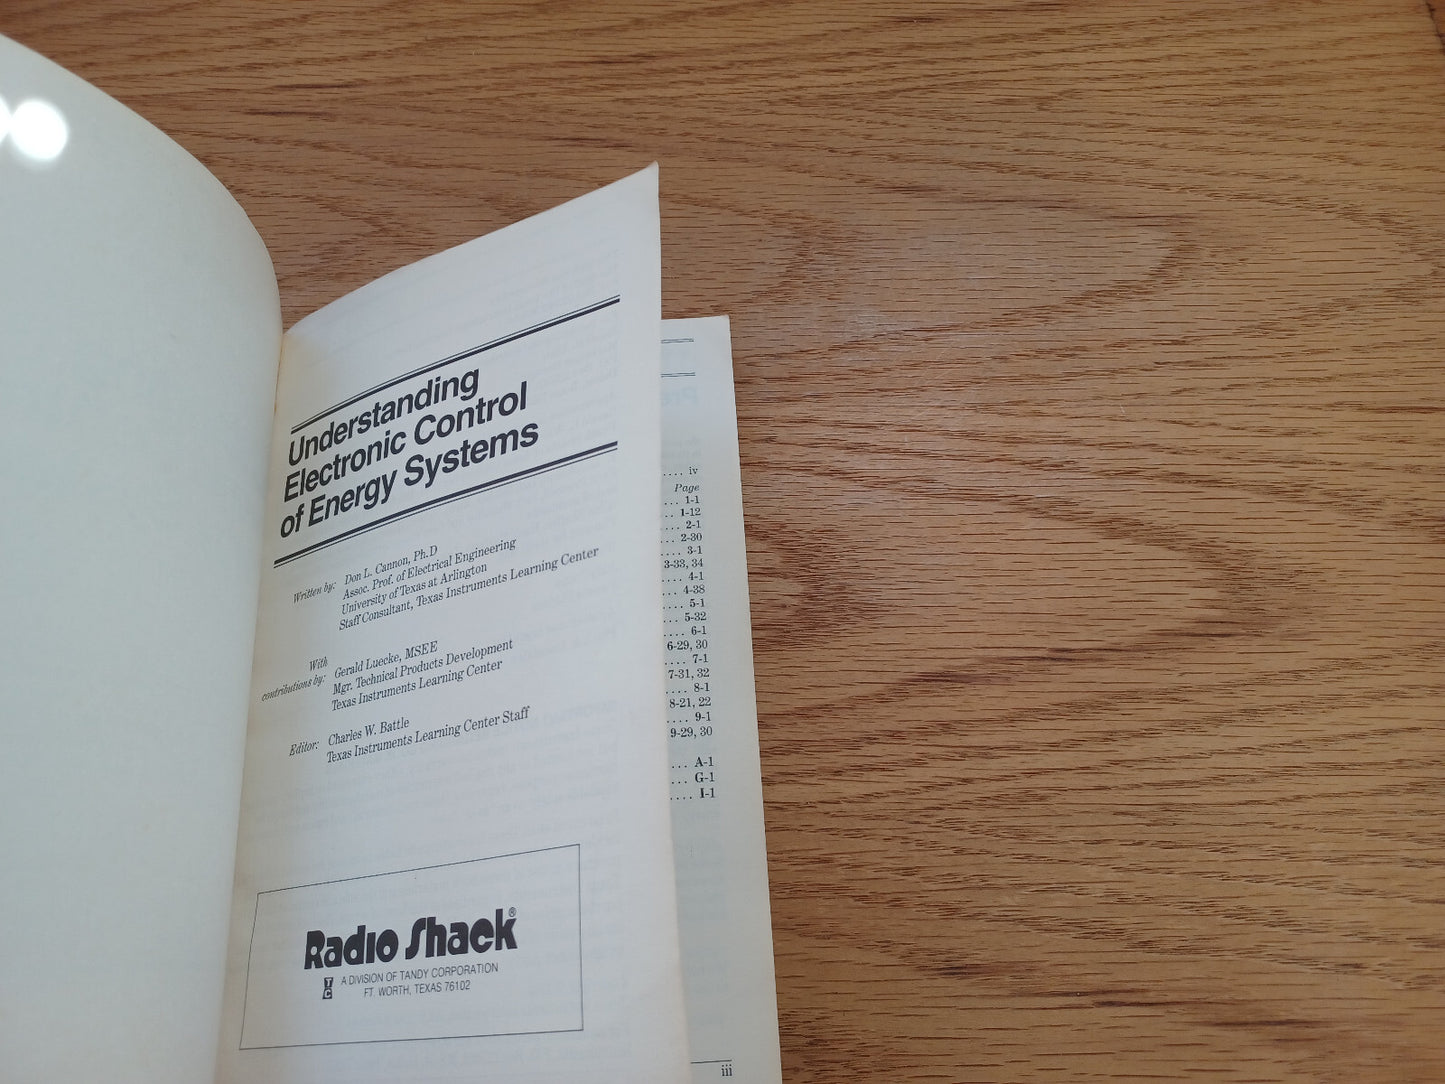 Understanding
Electronic Control
of Energy Systems
Written by: Don L. Cannon, Ph.D
Assoc. Prof. of Electrical Engineering
University of Texas at Arlington
Staff Consultant, Texas Instruments Learning Center
With
contributions by: Gerald Luecke, MSEE
Mgr. Technical Products Development
Texas Instruments Learning Center
Editor: Charles W. Battle
Texas Instruments Learning Center Staff
Radio Shack®
TC A DIVISION OF TANDY CORPORATION
FT. WORTH, TEXAS 76102
.... iv
Page
... 1-1
.. 1-12
... 2-1
.. 2-30
... 3-1
3-33, 34
.... 4-1
... 4-38
.... 5-1
... 5-32
.... 6-1
6-29, 30
.... 7-1
7-31, 32
.... 8-1
8-21, 22
.... 9-1
9-29, 30
... A-1
... G-1
.... I-1
iii